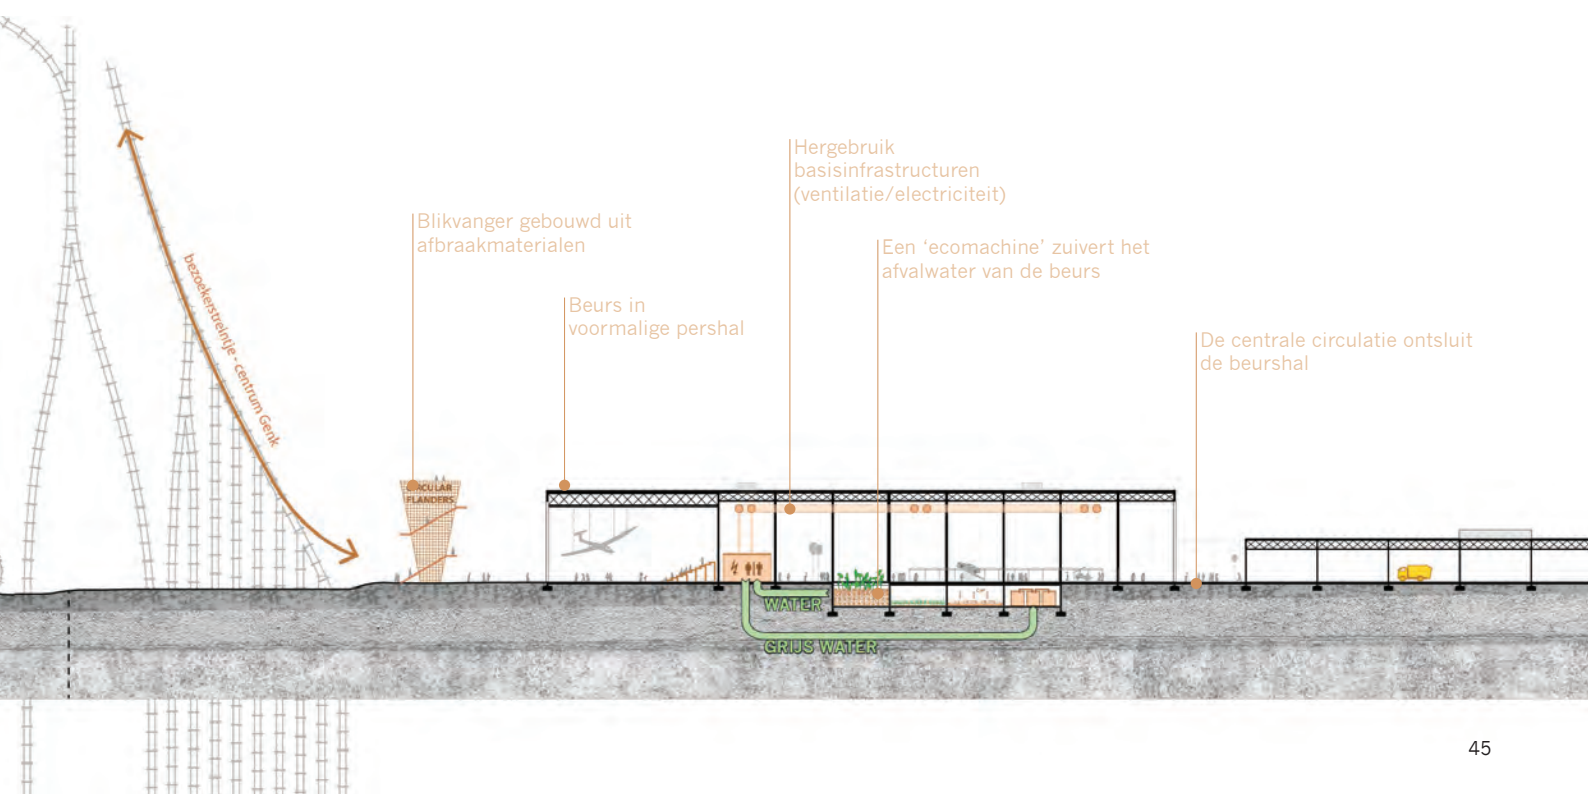 Hergebruik
basisinfrastructuren
(ventilatie/electriciteit)
Blikvanger gebouwd uit
afbraakmaterialen
Een ‘ecomachine’ zuivert het
afvalwater van de beurs
bezoekerstreintje - centrum Genk
Beurs in
voormalige pershal
De centrale circulatie ontsluit
de beurshal
CIRCULAR
FLANDERS
WATER
GRIJS WATER
45